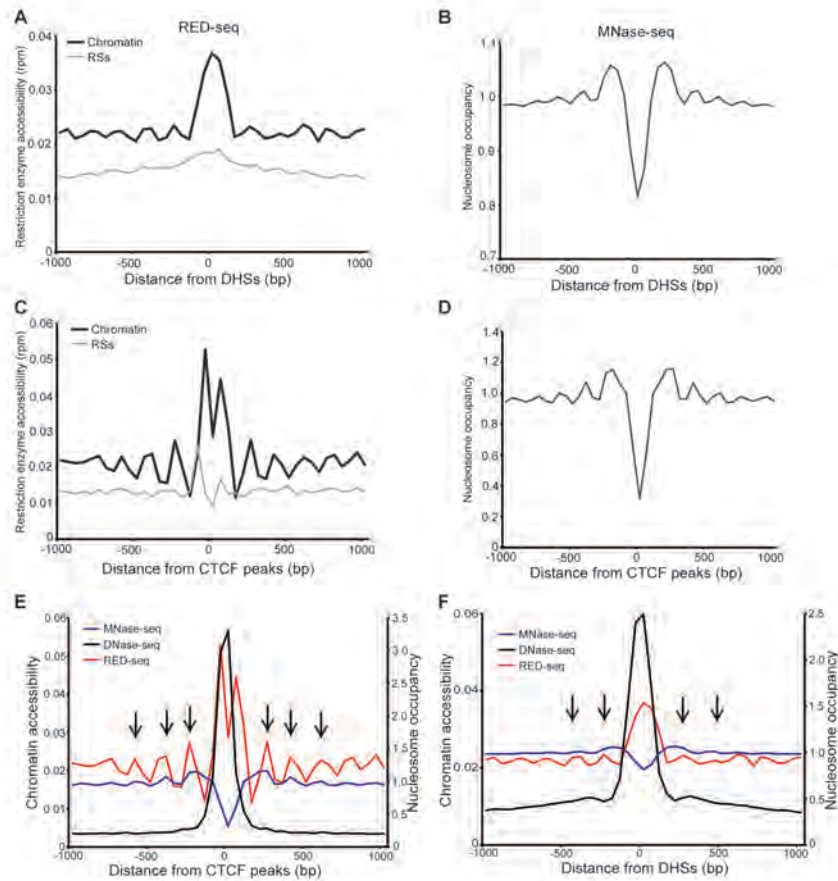 A
RED-seq
0.04
0.03
0.02
0.01
0
Restriction enzyme accessibility (rpm)
Chromatin
RSs
-1000 -500 0 500 1000
Distance from DHSs (bp)
B
MNase-seq
1.1
1.0
0.9
0.8
0.7
Nucleosome occupancy
-1000 -500 0 500 1000
Distance from DHSs (bp)
C
0.06
0.05
0.04
0.03
0.02
0.01
0
Restriction enzyme accessibility (rpm)
Chromatin
RSs
-1000 -500 0 500 1000
Distance from CTCF peaks (bp)
D
1.4
1.2
1.0
0.8
0.6
0.4
0.2
0
Nucleosome occupancy
-1000 -500 0 500 1000
Distance from CTCF peaks (bp)
E
0.06
0.05
0.04
0.03
0.02
0.01
0
Chromatin accessibility
MNase-seq
DNase-seq
RED-seq
3.5
3.0
2.5
2.0
1.5
1.0
0.5
0
Nucleosome occupancy
-1000 -500 0 500 1000
Distance from CTCF peaks (bp)
F
0.06
0.04
0.02
0
Chromatin accessibility
MNase-seq
DNase-seq
RED-seq
2.5
2.0
1.5
1.0
0.5
0
Nucleosome occupancy
-1000 -500 0 500 1000
Distance from DHSs (bp)